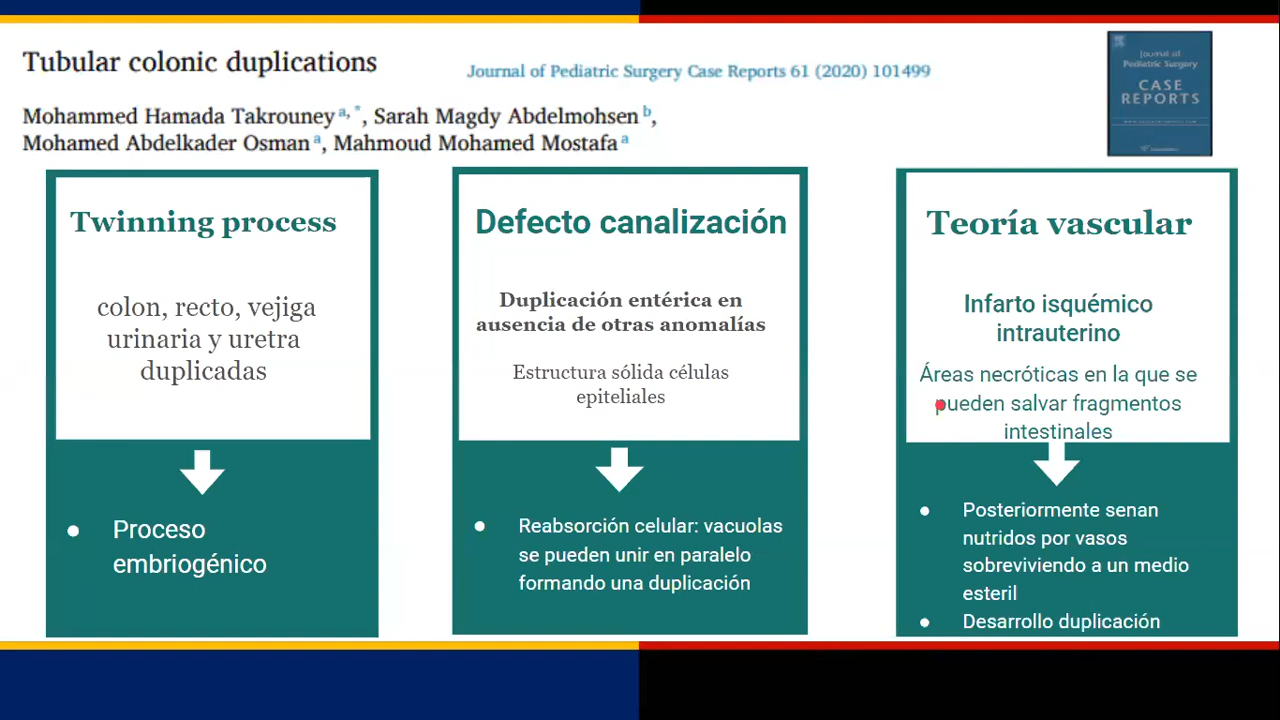 Tubular colonic duplications
Journal of Pediatric Surgery Case Reports 61 (2020) 101499
Mohammed Hamada Takrouney a, *, Sarah Magdy Abdelmohsen b,
Mohamed Abdelkader Osman a, Mahmoud Mohamed Mostafa a
Journal of
Pediatric Surgery
CASE
REPORTS
Twinning process
colon, recto, vejiga
urinaria y uretra
duplicadas
Proceso
embriogénico
Defecto canalización
Duplicación entérica en
ausencia de otras anomalías
Estructura sólida células
epiteliales
Reabsorción celular: vacuolas
se pueden unir en paralelo
formando una duplicación
Teoría vascular
Infarto isquémico
intrauterino
Áreas necróticas en la que se
pueden salvar fragmentos
intestinales
Posteriormente senan
nutridos por vasos
sobreviviendo a un medio
esteril
Desarrollo duplicación